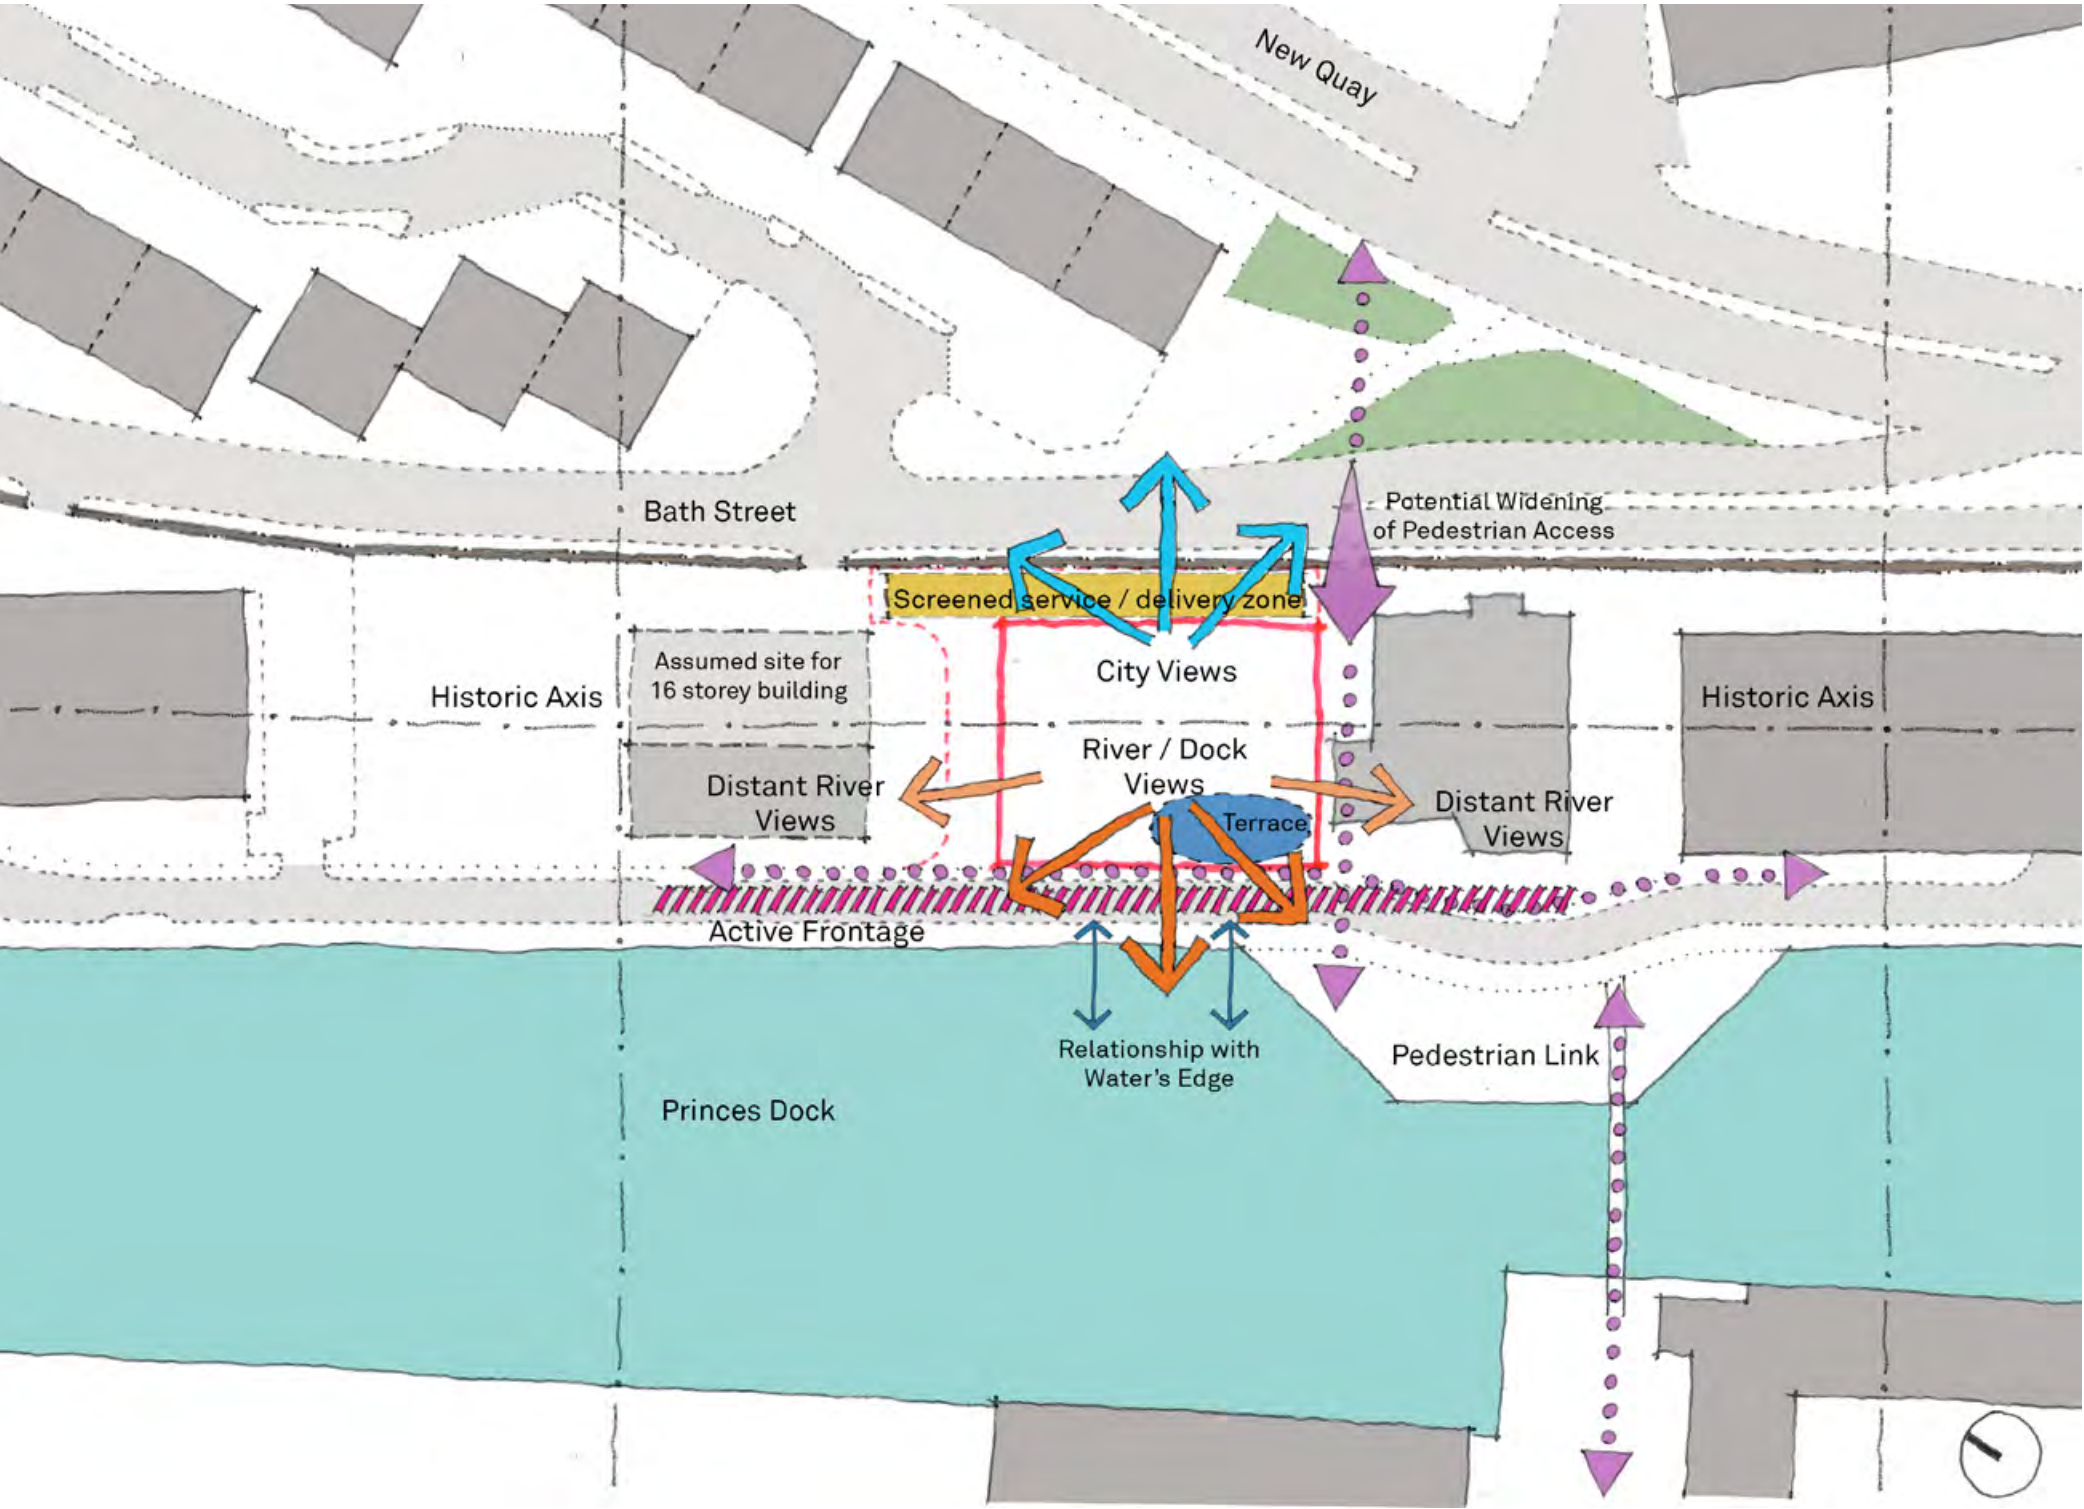 New Quay
Potential Widening
of Pedestrian Access
Bath Street
Screened service / delivery zone
Assumed site for
16 storey building
City Views
Historic Axis
Historic Axis
River / Dock
Views
Distant River
Views
Distant River
Views
Terrace
Active Frontage
Relationship with
Water's Edge
Pedestrian Link
Princes Dock